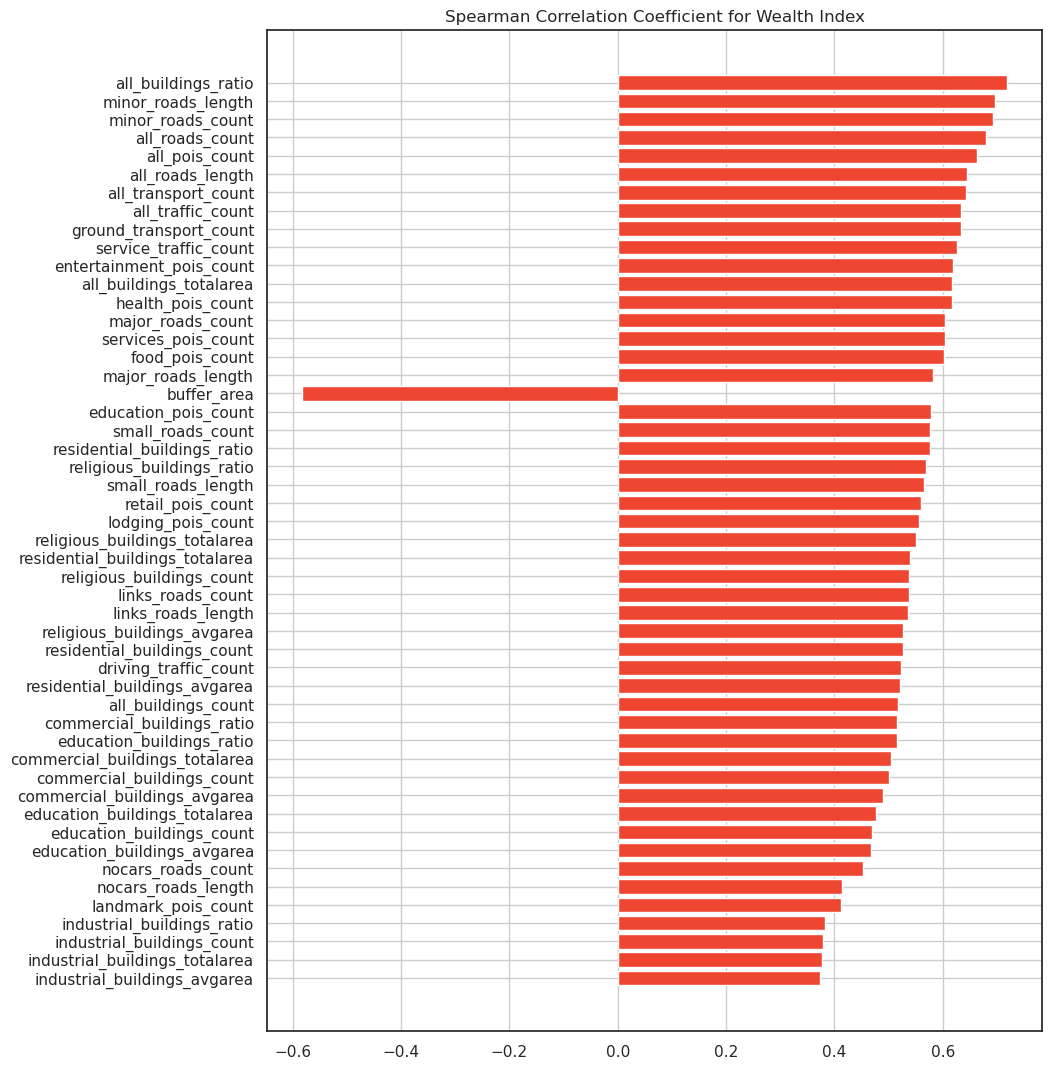 Spearman Correlation Coefficient for Wealth Index
all_buildings_ratio
minor_roads_length
minor_roads_count
all_roads_count
all_pois_count
all_roads_length
all_transport_count
all_traffic_count
ground_transport_count
service_traffic_count
entertainment_pois_count
all_buildings_totalarea
health_pois_count
major_roads_count
services_pois_count
food_pois_count
major_roads_length
buffer_area
education_pois_count
small_roads_count
residential_buildings_ratio
religious_buildings_ratio
small_roads_length
retail_pois_count
lodging_pois_count
religious_buildings_totalarea
residential_buildings_totalarea
religious_buildings_count
links_roads_count
links_roads_length
religious_buildings_avgarea
residential_buildings_count
driving_traffic_count
residential_buildings_avgarea
all_buildings_count
commercial_buildings_ratio
education_buildings_ratio
commercial_buildings_totalarea
commercial_buildings_count
commercial_buildings_avgarea
education_buildings_totalarea
education_buildings_count
education_buildings_avgarea
nocars_roads_count
nocars_roads_length
landmark_pois_count
industrial_buildings_ratio
industrial_buildings_count
industrial_buildings_totalarea
industrial_buildings_avgarea
−0.6 −0.4 −0.2 0.0 0.2 0.4 0.6